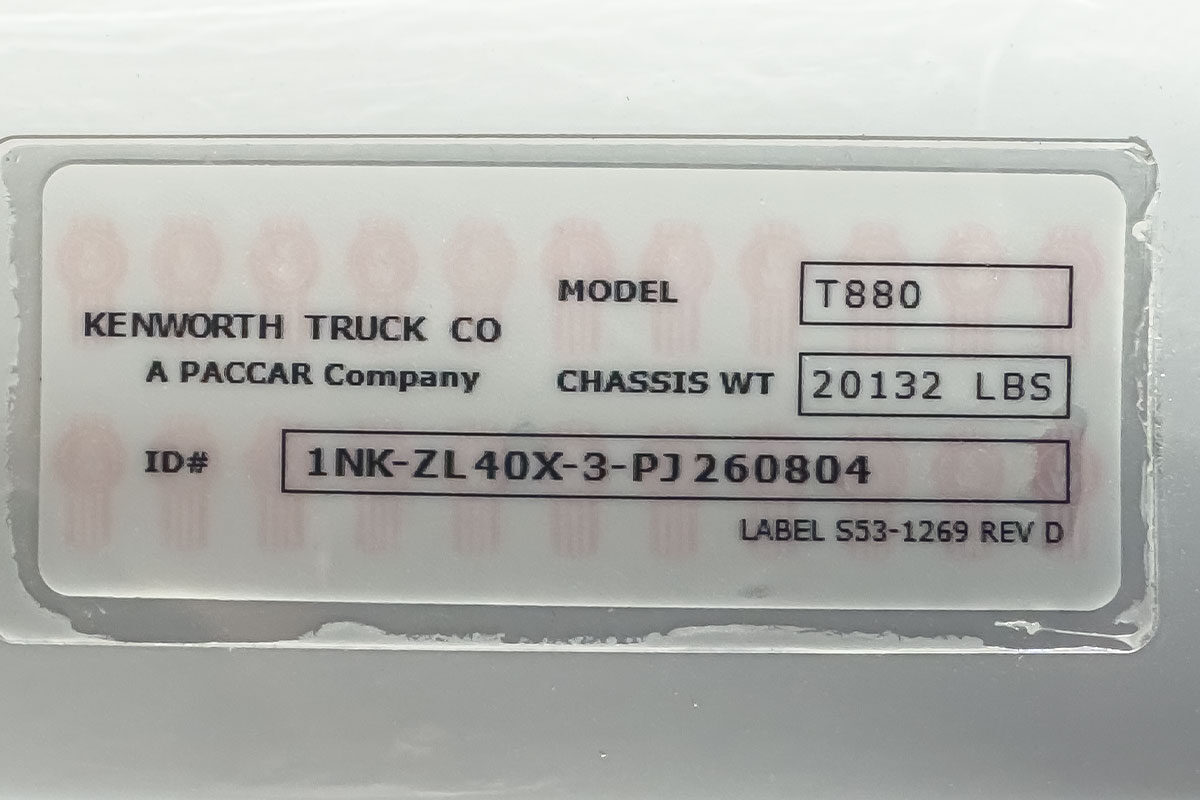 KENWORTH TRUCK CO
A PACCAR Company
MODEL T880
CHASSIS WT 20132 LBS
ID# 1NK-ZL40X-3-PJ260804
LABEL S53-1269 REV D